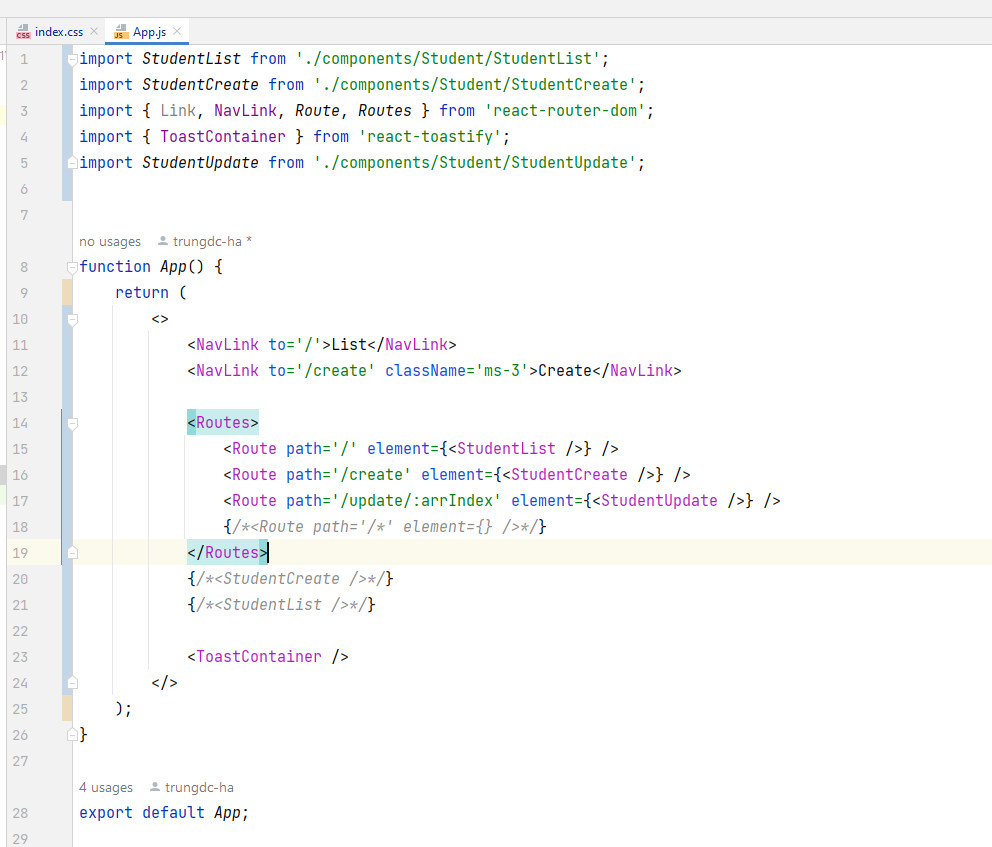 index.css App.js
1 import StudentList from './components/Student/StudentList';
2 import StudentCreate from './components/Student/StudentCreate';
3 import { Link, NavLink, Route, Routes } from 'react-router-dom';
4 import { ToastContainer } from 'react-toastify';
5 import StudentUpdate from './components/Student/StudentUpdate';
6
7
no usages trungdc-ha *
8 function App() {
9     return (
10         <>
11             <NavLink to='/'>List</NavLink>
12             <NavLink to='/create' className='ms-3'>Create</NavLink>
13
14             <Routes>
15                 <Route path='/' element={<StudentList />} />
16                 <Route path='/create' element={<StudentCreate />} />
17                 <Route path='/update/:arrIndex' element={<StudentUpdate />} />
18                 {/*<Route path='/*' element={} />*/}
19             </Routes>
20             {/*<StudentCreate />*/}
21             {/*<StudentList />*/}
22
23             <ToastContainer />
24         </>
25     );
26 }
27
4 usages trungdc-ha
28 export default App;
29